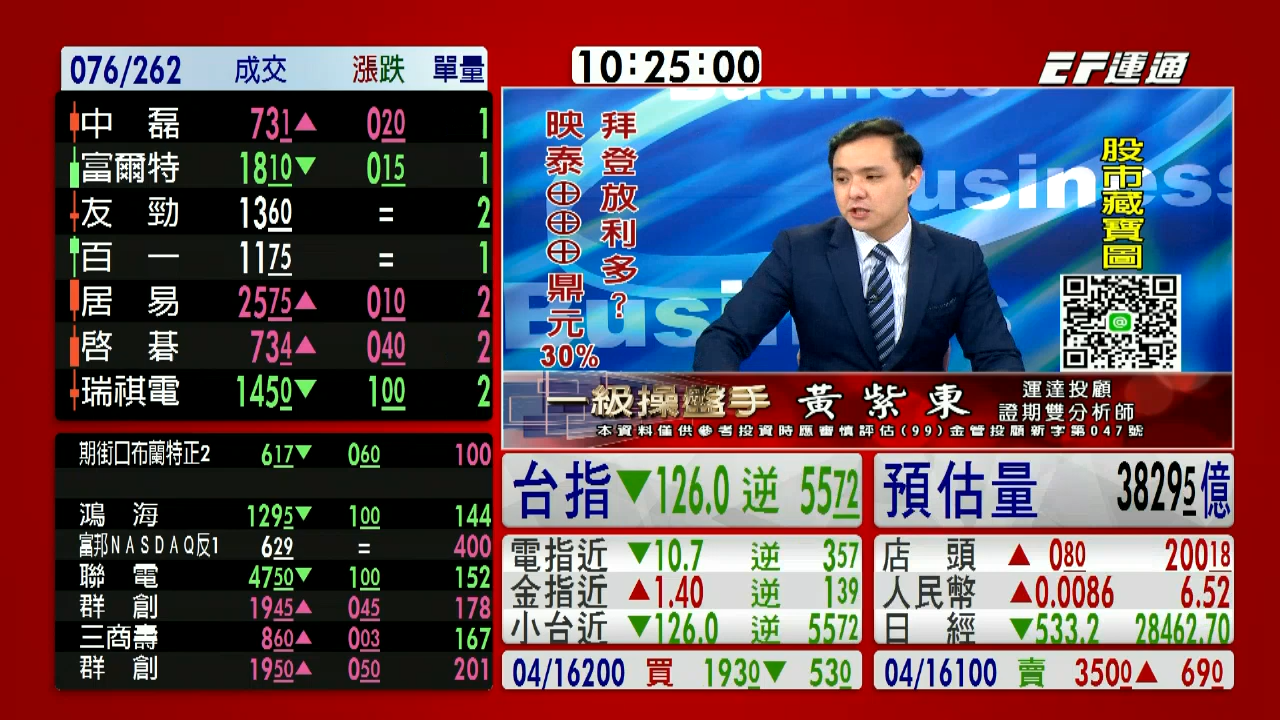 076/262 成交 漲跌 單量
中磊 731▲ 020 1
富爾特 1810▼ 015 1
友勁 1360 = 2
百一 1175 = 1
居易 2575▲ 010 2
啓碁 734▲ 040 2
瑞祺電 1450▼ 100 2
期街口布蘭特正2 617▼ 060 100
鴻海 1295▼ 100 144
富邦NASDAQ反1 629 = 400
聯電 4750▼ 100 152
群創 1945▲ 045 178
三商壽 860▲ 003 167
群創 1950▲ 050 201
10:25:00
EF運通
拜登放利多?
映泰⊕⊕⊕鼎元30%
Business
usiness
Business
股市藏寶圖
@
一級操盤手 黃紫東 運達投顧
證期雙分析師
本資料僅供參考投資時應審慎評估(99)金管投顧新字第047號
台指▼126.0 逆 5572
預估量 38295億
電指近 ▼10.7 逆 357
金指近 ▲1.40 逆 139
小台近 ▼126.0 逆 5572
店頭 ▲ 080 20018
人民幣 ▲0.0086 6.52
日經 ▼533.2 28462.70
04/16200 買 1930▼ 530
04/16100 賣 3500▲ 690